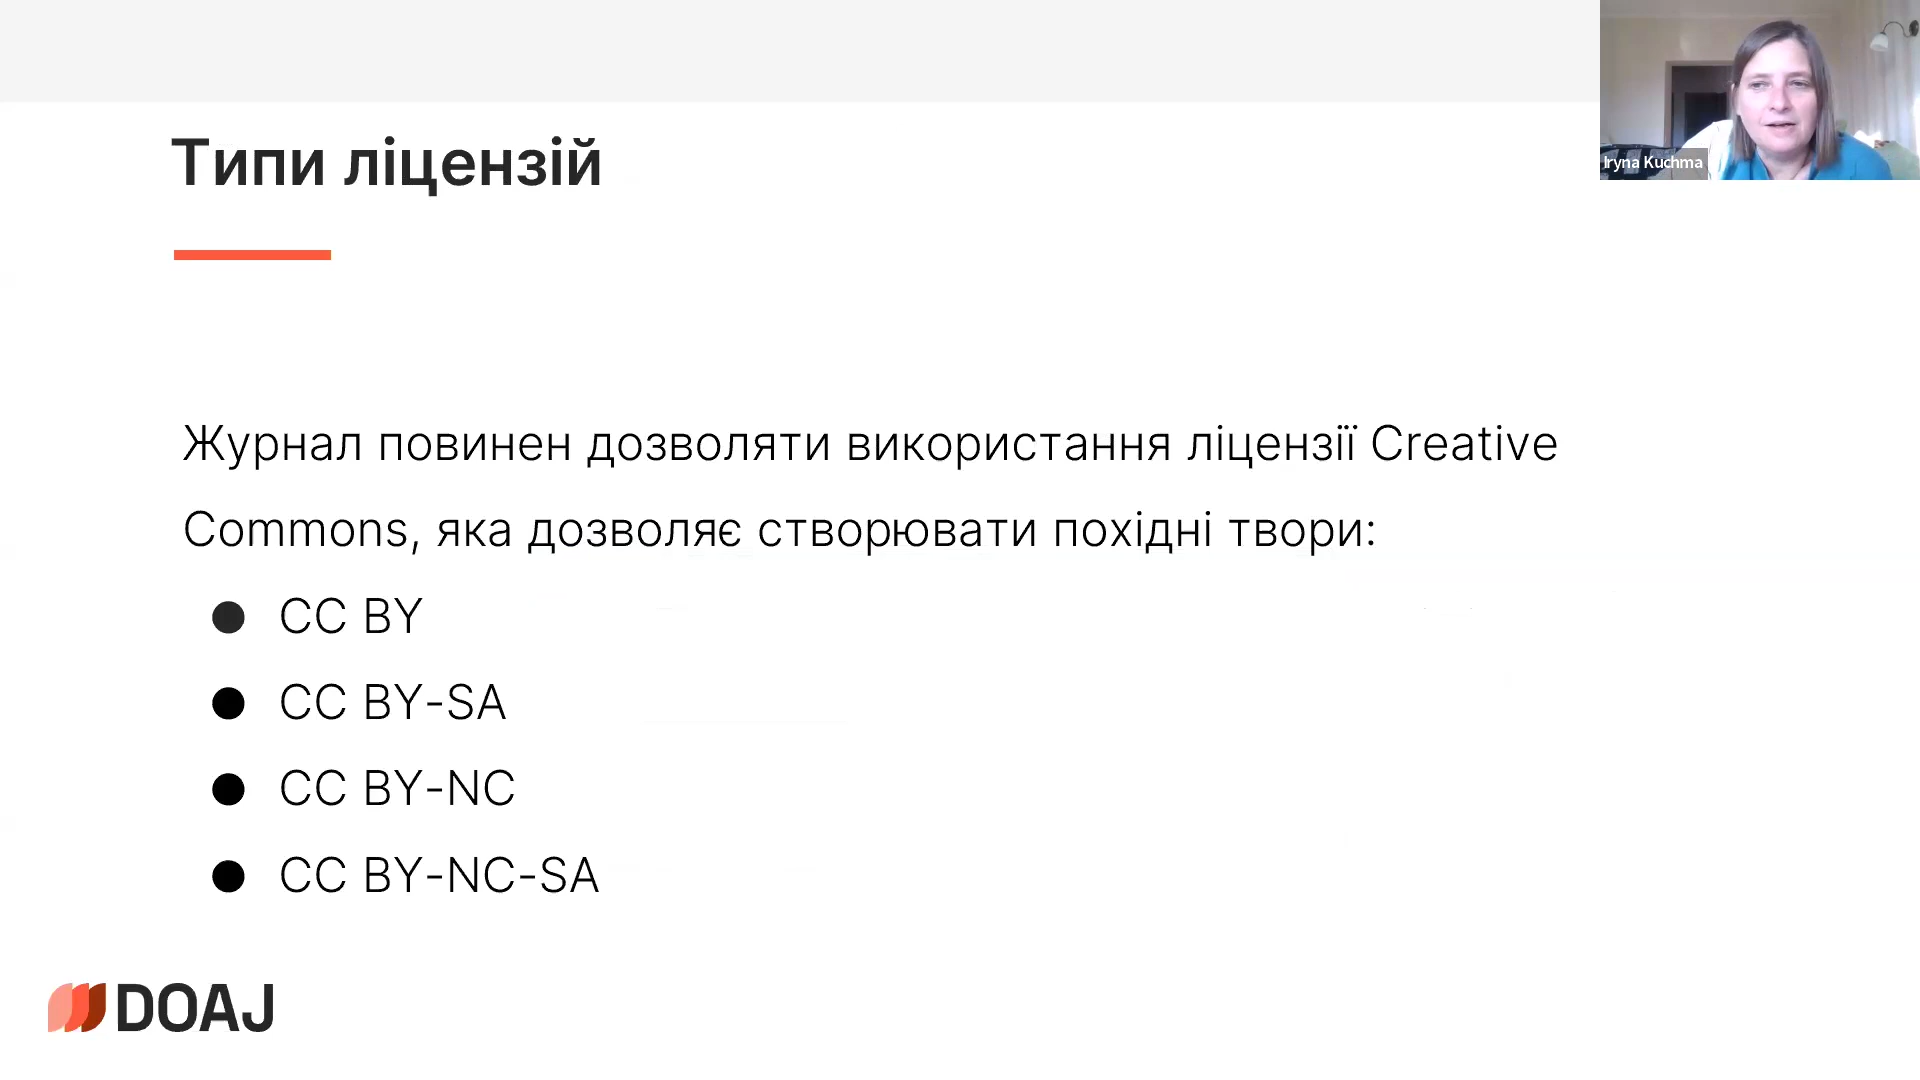 Типи ліцензій
Iryna Kuchma
Журнал повинен дозволяти використання ліцензії Creative
Commons, яка дозволяє створювати похідні твори:
● CC BY
● CC BY-SA
● CC BY-NC
● CC BY-NC-SA
DOAJ